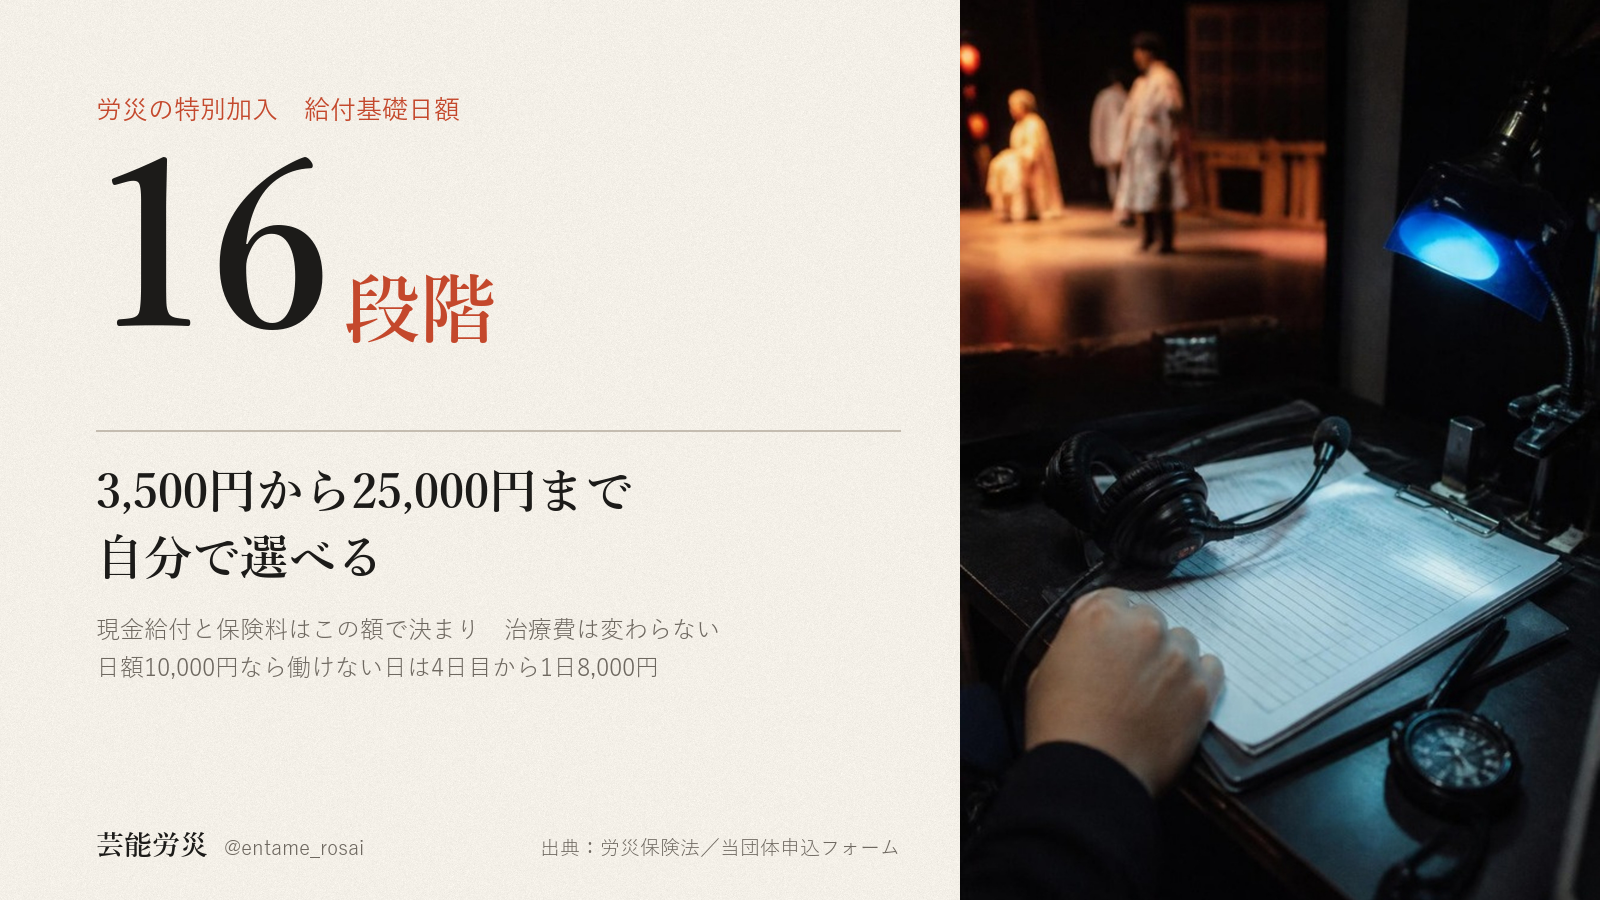 労災の特別加入　給付基礎日額
16段階
3,500円から25,000円まで
自分で選べる
現金給付と保険料はこの額で決まり　治療費は変わらない
日額10,000円なら働けない日は4日目から1日8,000円
芸能労災 @entame_rosai
出典：労災保険法／当団体申込フォーム